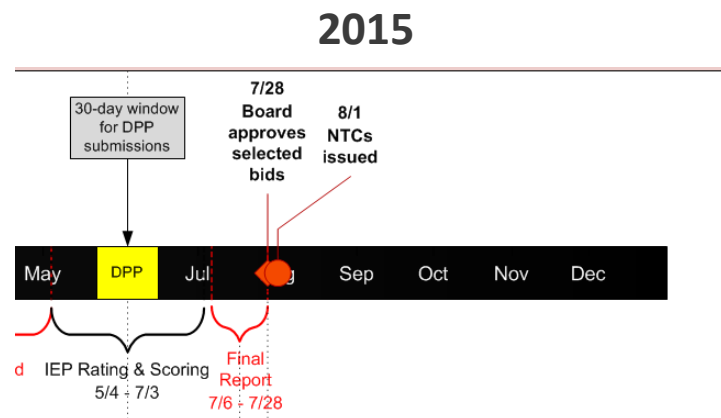 2015
30-day window
for DPP
submissions
7/28
Board
approves
selected
bids
8/1
NTCs
issued
May
DPP
Jul
Sep
Oct
Nov
Dec
d
IEP Rating & Scoring
5/4 - 7/3
Final
Report
7/6 - 7/28